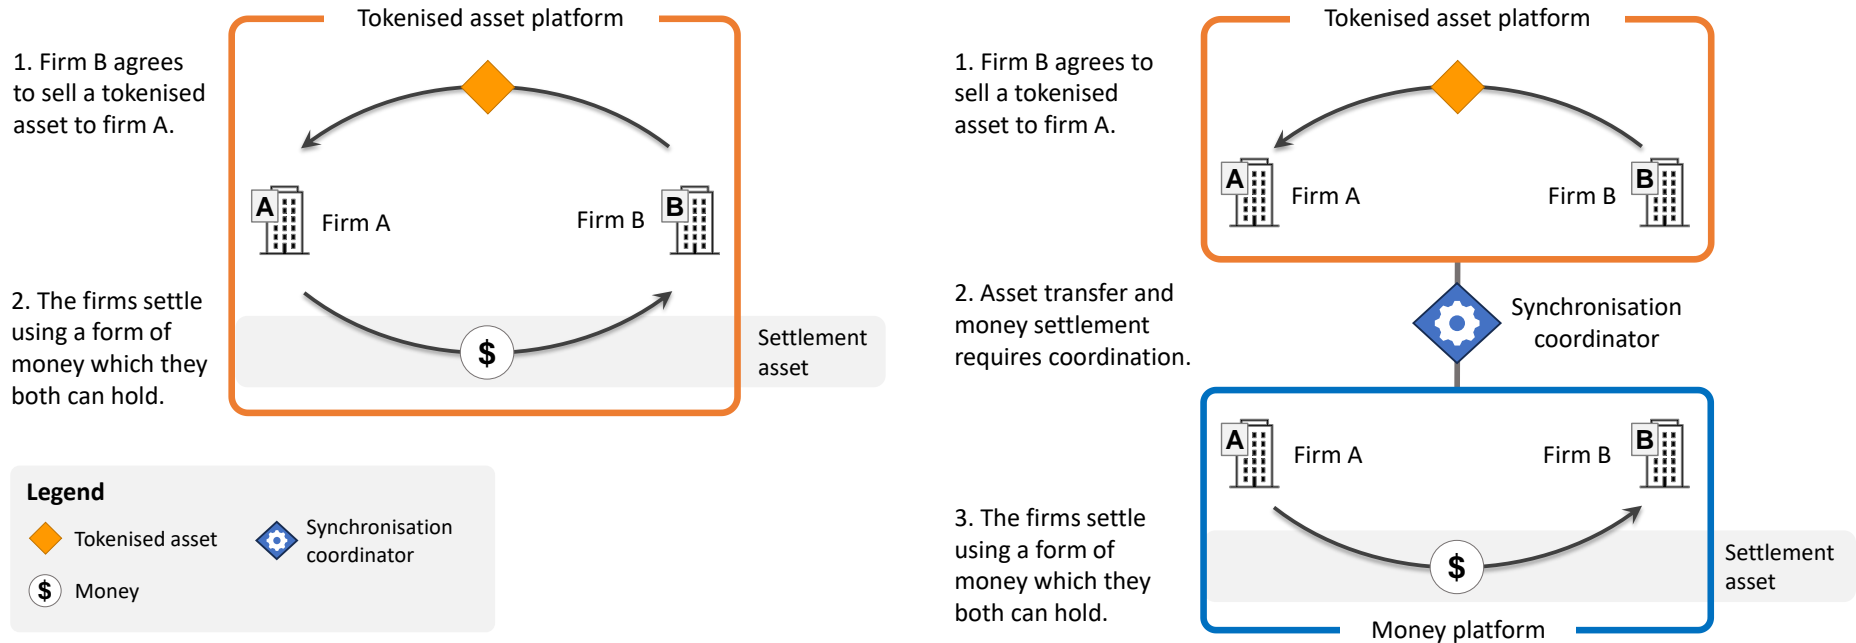 Tokenised asset platform
1. Firm B agrees
to sell a tokenised
asset to firm A.
A
Firm A
Firm B
B
2. The firms settle
using a form of
money which they
both can hold.
$
Settlement
asset
Legend
Tokenised asset
Synchronisation
coordinator
$
Money
Tokenised asset platform
1. Firm B agrees to
sell a tokenised
asset to firm A.
A
Firm A
Firm B
B
2. Asset transfer and
money settlement
requires coordination.
Synchronisation
coordinator
A
Firm A
Firm B
B
3. The firms settle
using a form of
money which they
both can hold.
$
Settlement
asset
Money platform